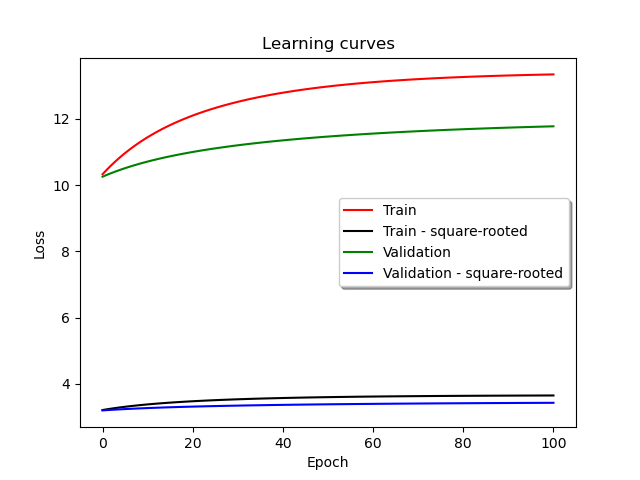 Learning curves
Loss
12
10
8
6
4
Train
Train - square-rooted
Validation
Validation - square-rooted
0 20 40 60 80 100
Epoch